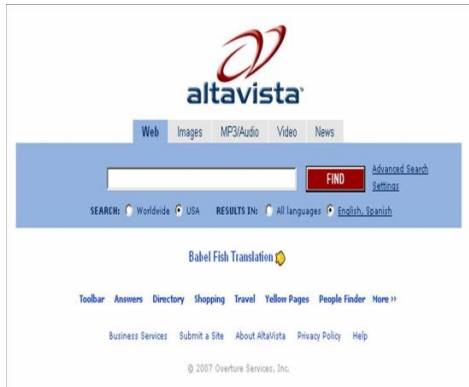 altavista
Web Images MP3/Audio Video News
FIND
Advanced Search
Settings
SEARCH: Worldwide USA RESULTS IN: All languages English, Spanish
Babel Fish Translation
Toolbar Answers Directory Shopping Travel Yellow Pages People Finder More >>
Business Services Submit a Site About AltaVista Privacy Policy Help
© 2007 Overture Services, Inc.